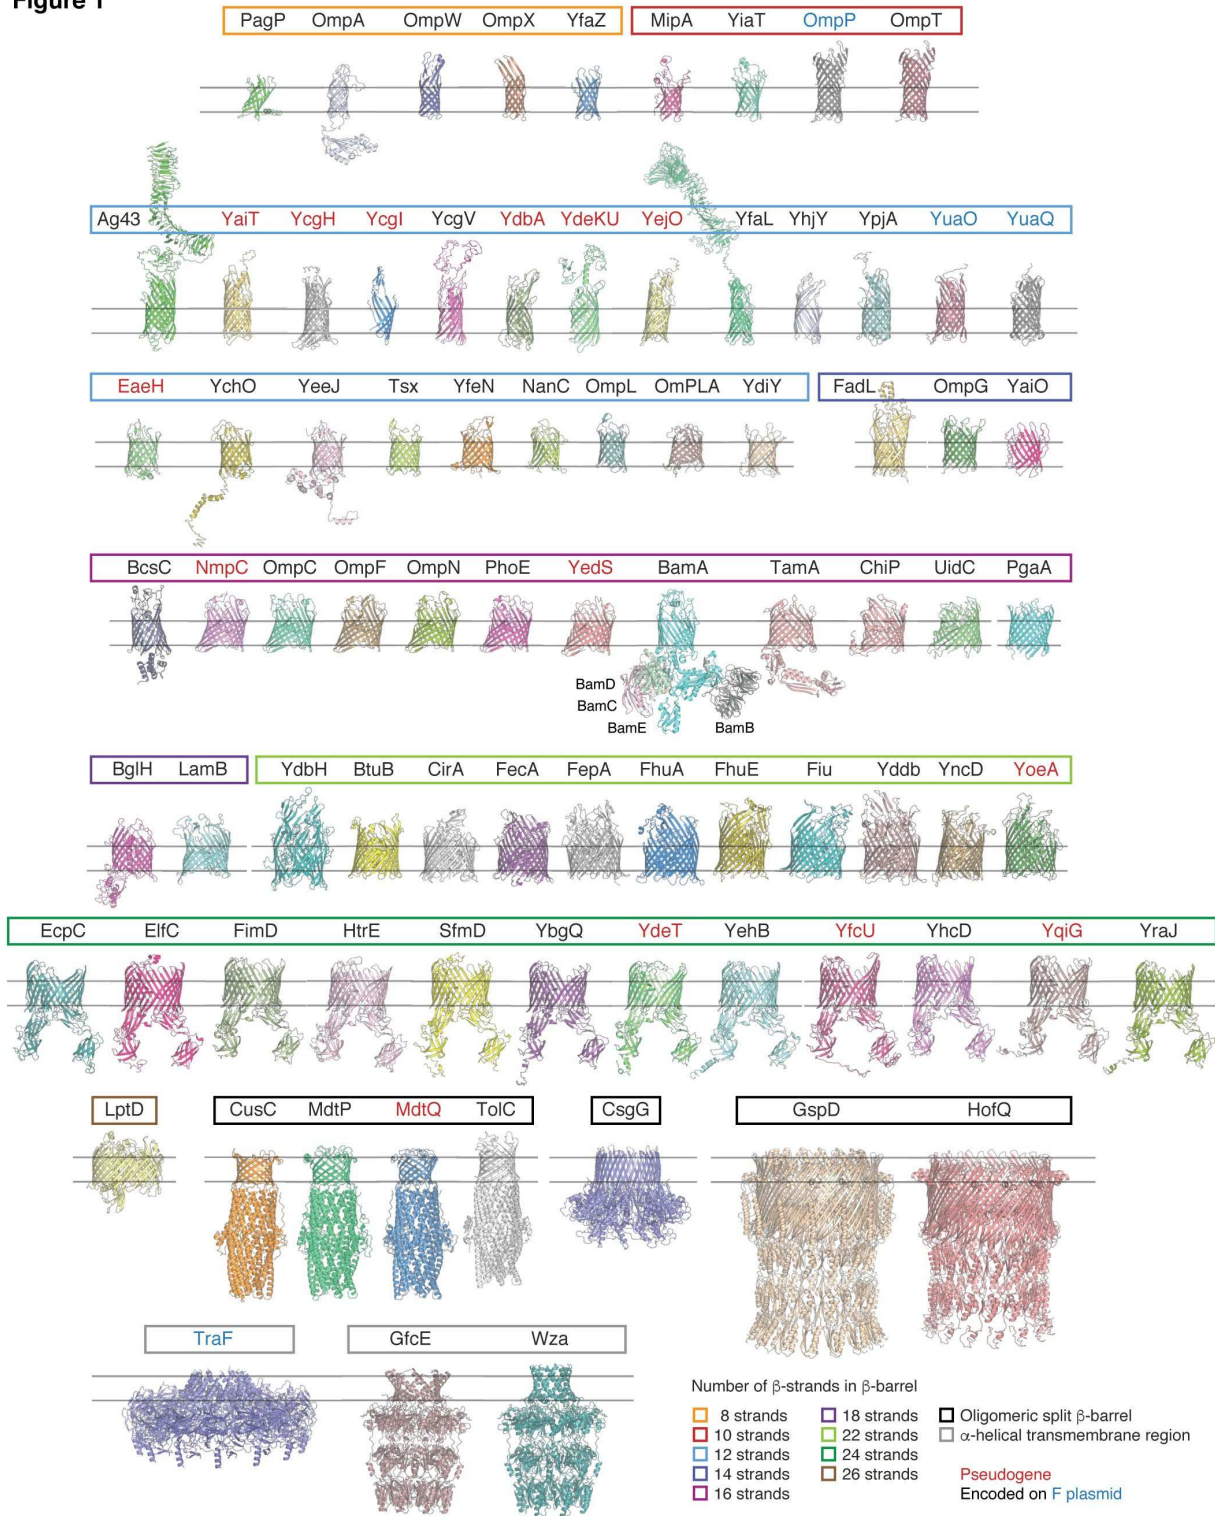 Figure 1
PagP OmpA OmpW OmpX YfaZ MipA YiaT OmpP OmpT
Ag43 YaiT YcgH YcgI YcgV YdbA YdeKU YejO YfaL YhjY YpjA YuaO YuaQ
EaeH YchO YeeJ Tsx YfeN NanC OmpL OmPLA YdiY FadL OmpG YaiO
BcsC NmpC OmpC OmpF OmpN PhoE YedS BamA TamA ChiP UidC PgaA
BamD
BamC
BamE BamB
BglH LamB YdbH BtuB CirA FecA FepA FhuA FhuE Fiu Yddb YncD YoeA
EcpC ElfC FimD HtrE SfmD YbgQ YdeT YehB YfcU YhcD YqiG YraJ
LptD CusC MdtP MdtQ TolC CsgG GspD HofQ
TraF GfcE Wza
Number of β-strands in β-barrel
8 strands 18 strands Oligomeric split β-barrel
10 strands 22 strands α-helical transmembrane region
12 strands 24 strands
14 strands 26 strands Pseudogene
16 strands Encoded on F plasmid